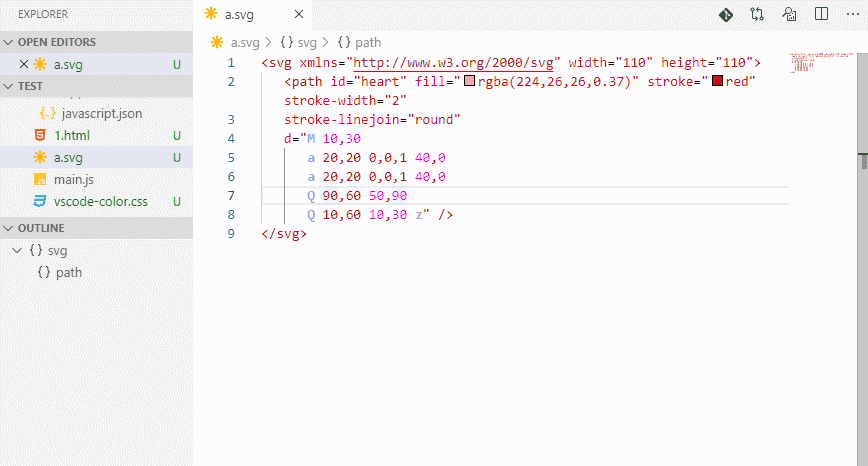 EXPLORER
OPEN EDITORS
a.svg U
TEST
javascript.json
1.html U
a.svg U
main.js
vscode-color.css U
OUTLINE
{} svg
{} path
a.svg
a.svg > {} svg > {} path
1 <svg xmlns="http://www.w3.org/2000/svg" width="110" height="110">
2 <path id="heart" fill="rgba(224,26,26,0.37)" stroke="red"
stroke-width="2"
3 stroke-linejoin="round"
4 d="M 10,30
5 a 20,20 0,0,1 40,0
6 a 20,20 0,0,1 40,0
7 Q 90,60 50,90
8 Q 10,60 10,30 z" />
9 </svg>